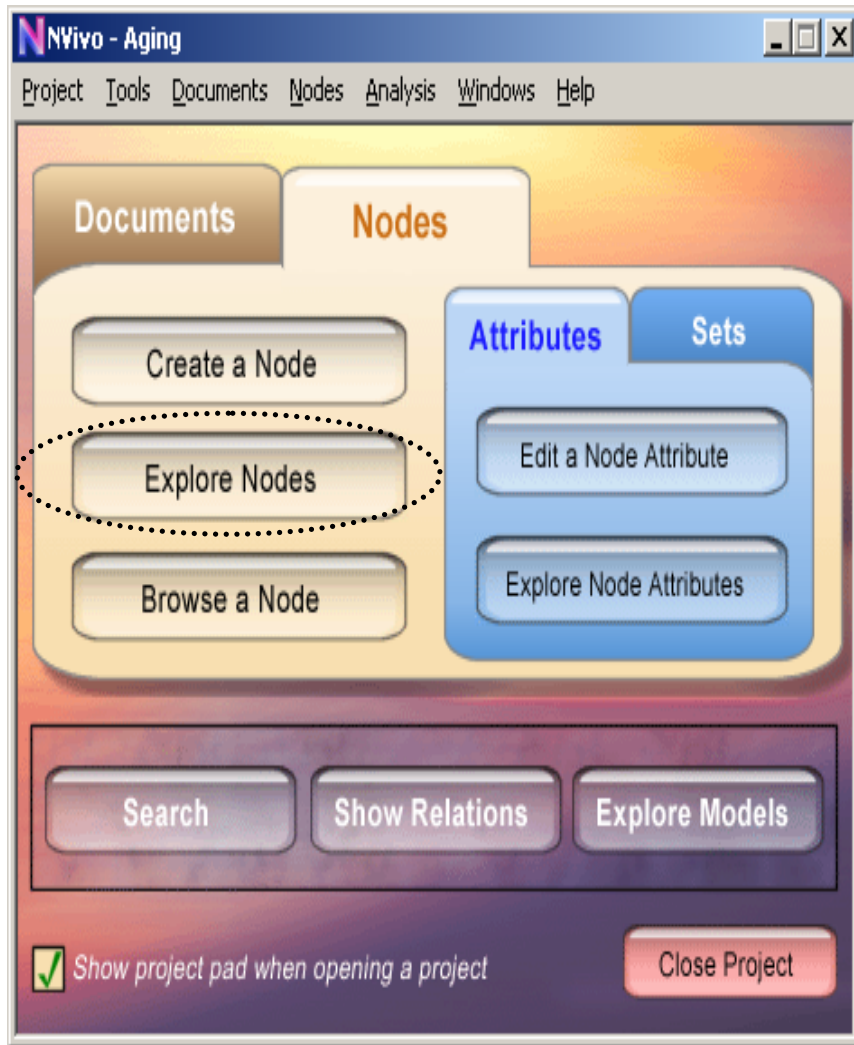 NVivo - Aging
Project Tools Documents Nodes Analysis Windows Help
Documents Nodes
Attributes Sets
Create a Node
Edit a Node Attribute
Explore Nodes
Explore Node Attributes
Browse a Node
Search Show Relations Explore Models
Show project pad when opening a project
Close Project